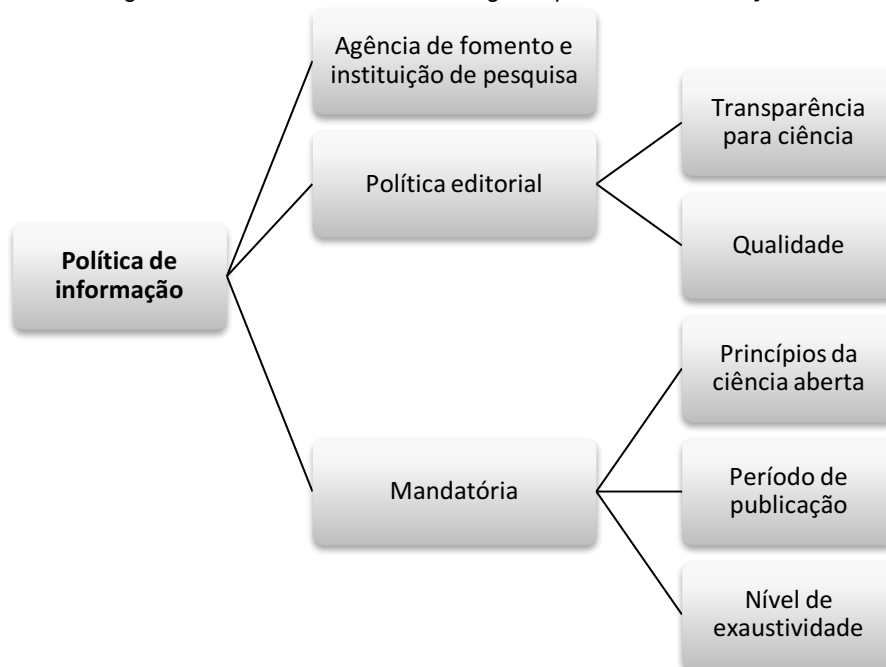 Agência de fomento e
instituição de pesquisa
Transparência
para ciência
Política editorial
Qualidade
Política de
informação
Princípios da
ciência aberta
Mandatória
Período de
publicação
Nível de
exaustividade